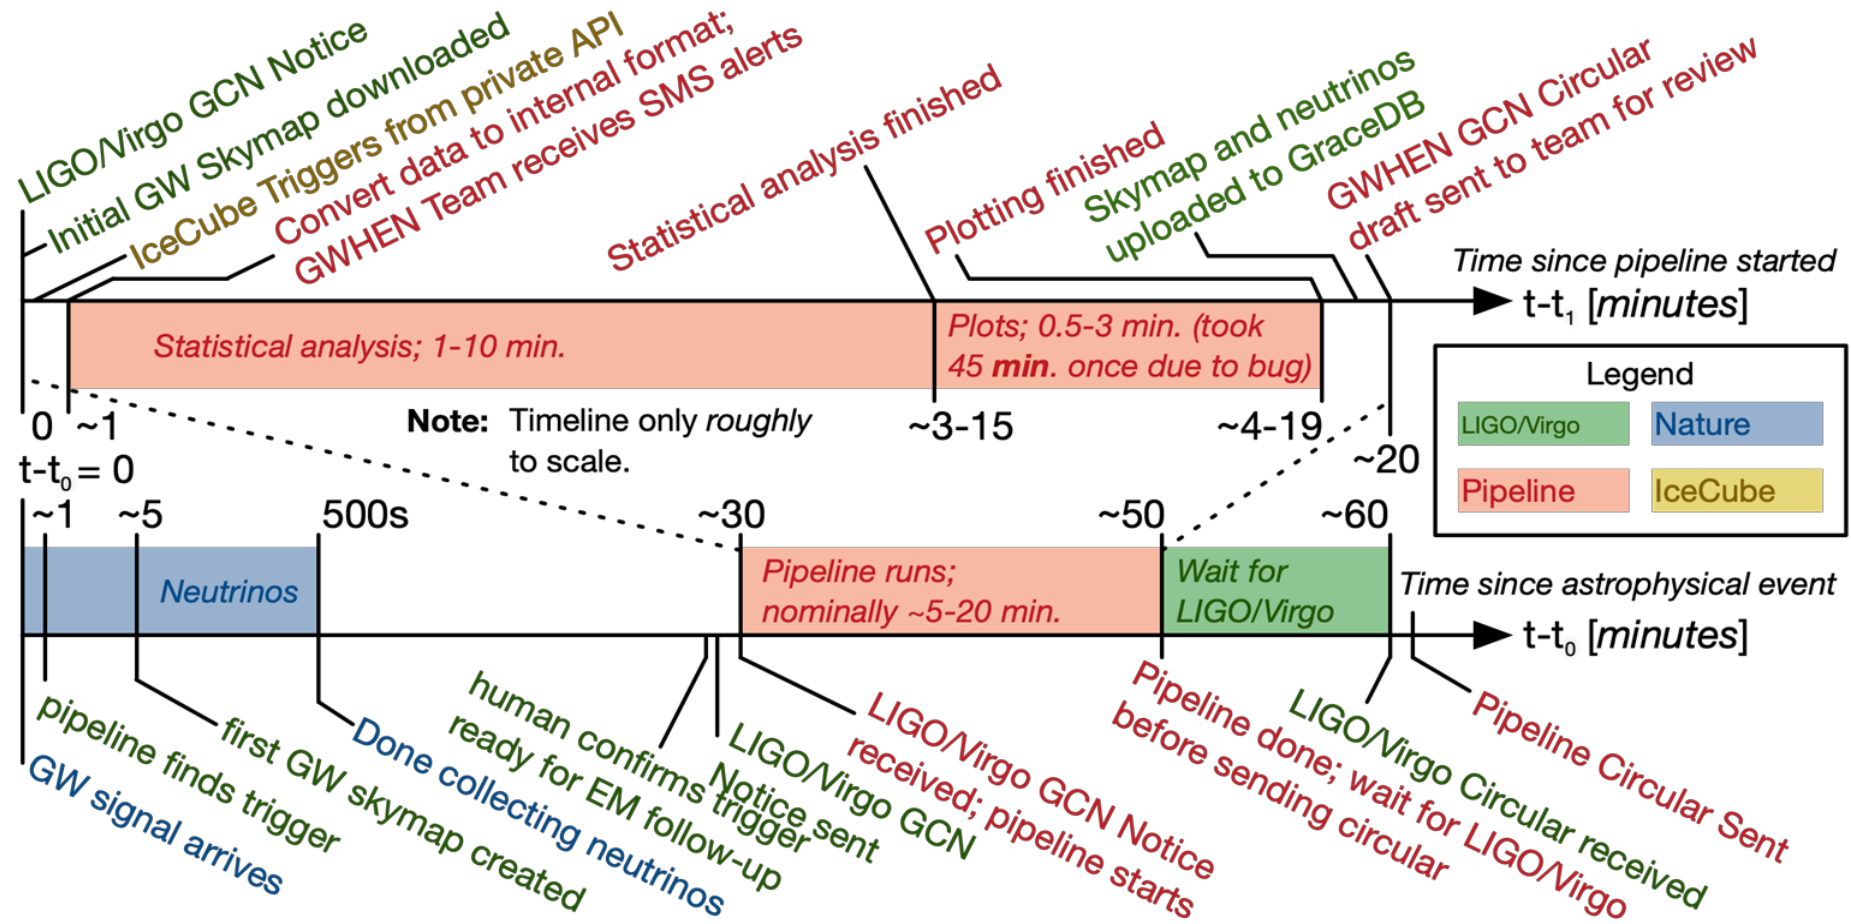 LIGO/Virgo GCN Notice
Initial GW Skymap downloaded
IceCube Triggers from private API
Convert data to internal format;
GWHEN Team receives SMS alerts
Statistical analysis finished
Plotting finished
Skymap and neutrinos
uploaded to GraceDB
GWHEN GCN Circular
draft sent to team for review
Time since pipeline started
t-t₁ [minutes]
Statistical analysis; 1-10 min.
Plots; 0.5-3 min. (took
45 min. once due to bug)
0 ~1
~3-15
~4-19
~20
Note: Timeline only roughly
to scale.
Legend
LIGO/Virgo
Nature
Pipeline
IceCube
t-t₀ = 0
~1
~5
500s
~30
~50
~60
Neutrinos
Pipeline runs;
nominally ~5-20 min.
Wait for
LIGO/Virgo
Time since astrophysical event
t-t₀ [minutes]
GW signal arrives
pipeline finds trigger
first GW skymap created
Done collecting neutrinos
human confirms trigger
ready for EM follow-up
LIGO/Virgo GCN
Notice sent
LIGO/Virgo GCN Notice
received; pipeline starts
Pipeline done; wait for LIGO/Virgo
before sending circular
LIGO/Virgo Circular received
Pipeline Circular Sent